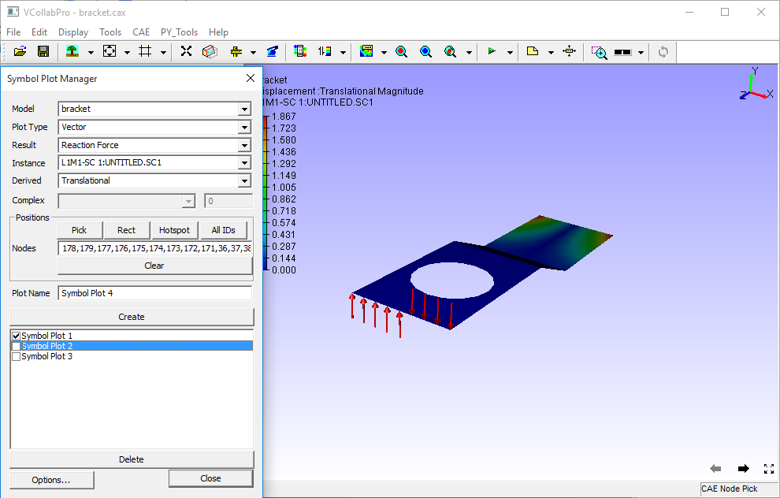 VCollabPro - bracket.cax
File Edit Display Tools CAE PY_Tools Help
Symbol Plot Manager
Model bracket
Plot Type Vector
Result Reaction Force
Instance L1M1-SC 1:UNTITLED.SC1
Derived Translational
Complex 0
Positions
Pick Rect Hotspot All IDs
Nodes 178,179,177,176,175,174,173,172,171,36,37,38
Clear
Plot Name Symbol Plot 4
Create
Symbol Plot 1
Symbol Plot 2
Symbol Plot 3
Delete
Options... Close
racket
isplacement :Translational Magnitude
1M1-SC 1:UNTITLED.SC1
1.867
1.723
1.580
1.436
1.292
1.149
1.005
0.862
0.718
0.574
0.431
0.287
0.144
0.000
Y
X
Z
CAE Node Pick